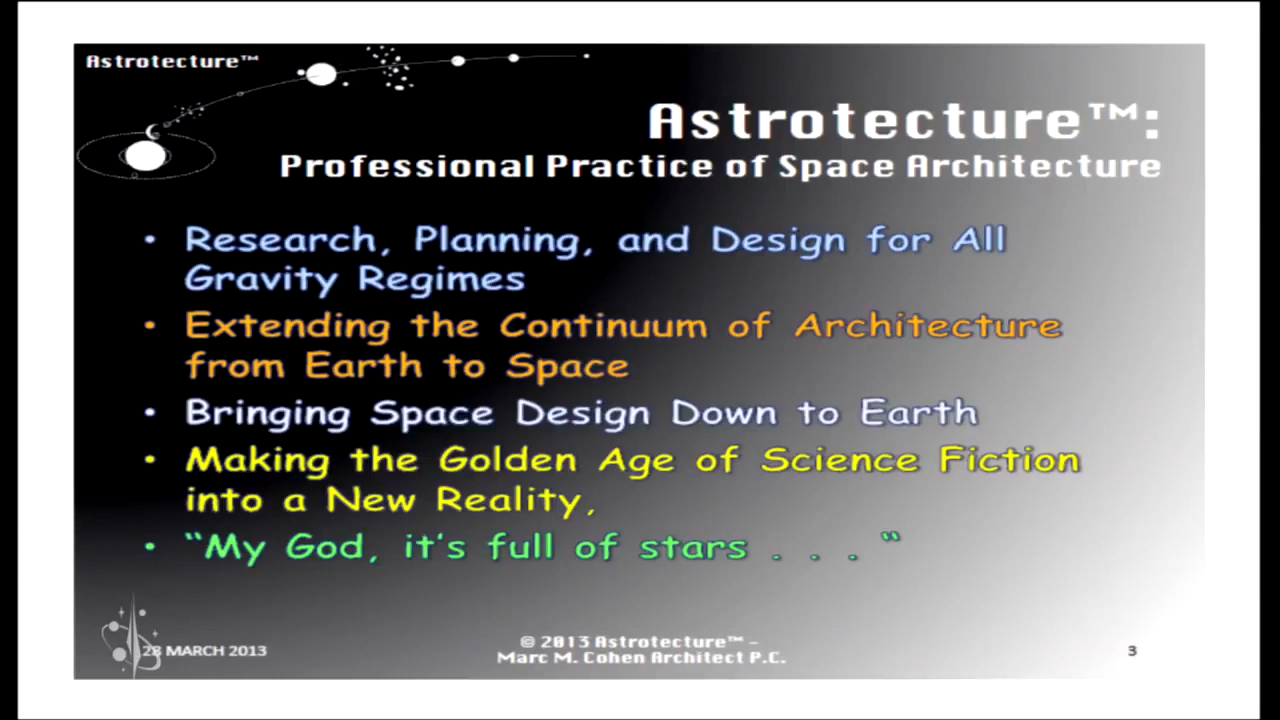 Astrotecture™
Astrotecture™:
Professional Practice of Space Architecture
• Research, Planning, and Design for All
Gravity Regimes
• Extending the Continuum of Architecture
from Earth to Space
• Bringing Space Design Down to Earth
• Making the Golden Age of Science Fiction
into a New Reality,
• “My God, it's full of stars . . . “
28 MARCH 2013
© 2013 Astrotecture™ –
Marc M. Cohen Architect P.C.
3